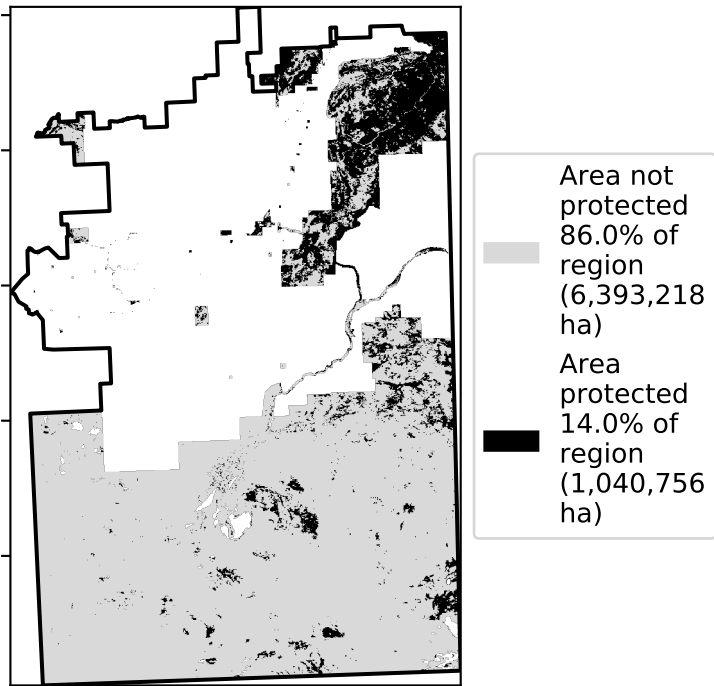 Area not
protected
86.0% of
region
(6,393,218
ha)
Area
protected
14.0% of
region
(1,040,756
ha)